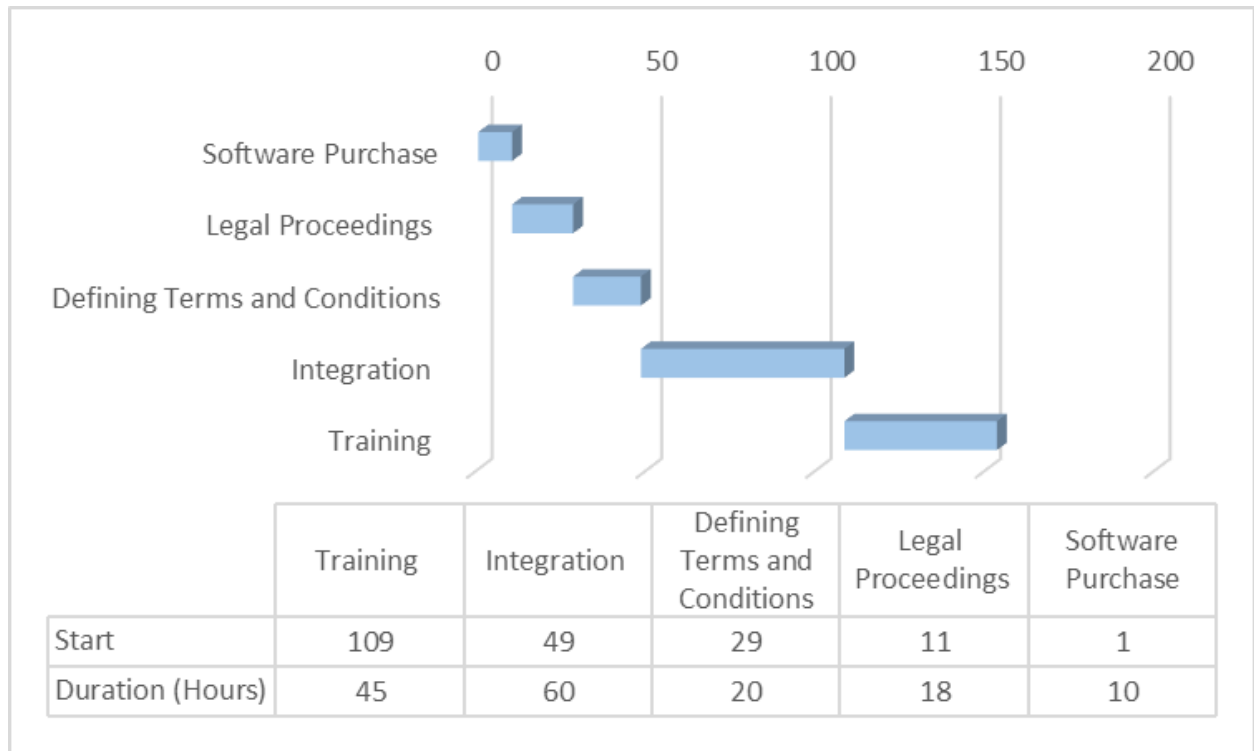 0 50 100 150 200
Software Purchase
Legal Proceedings
Defining Terms and Conditions
Integration
Training
Training Integration Defining Terms and Conditions Legal Proceedings Software Purchase
Start 109 49 29 11 1
Duration (Hours) 45 60 20 18 10